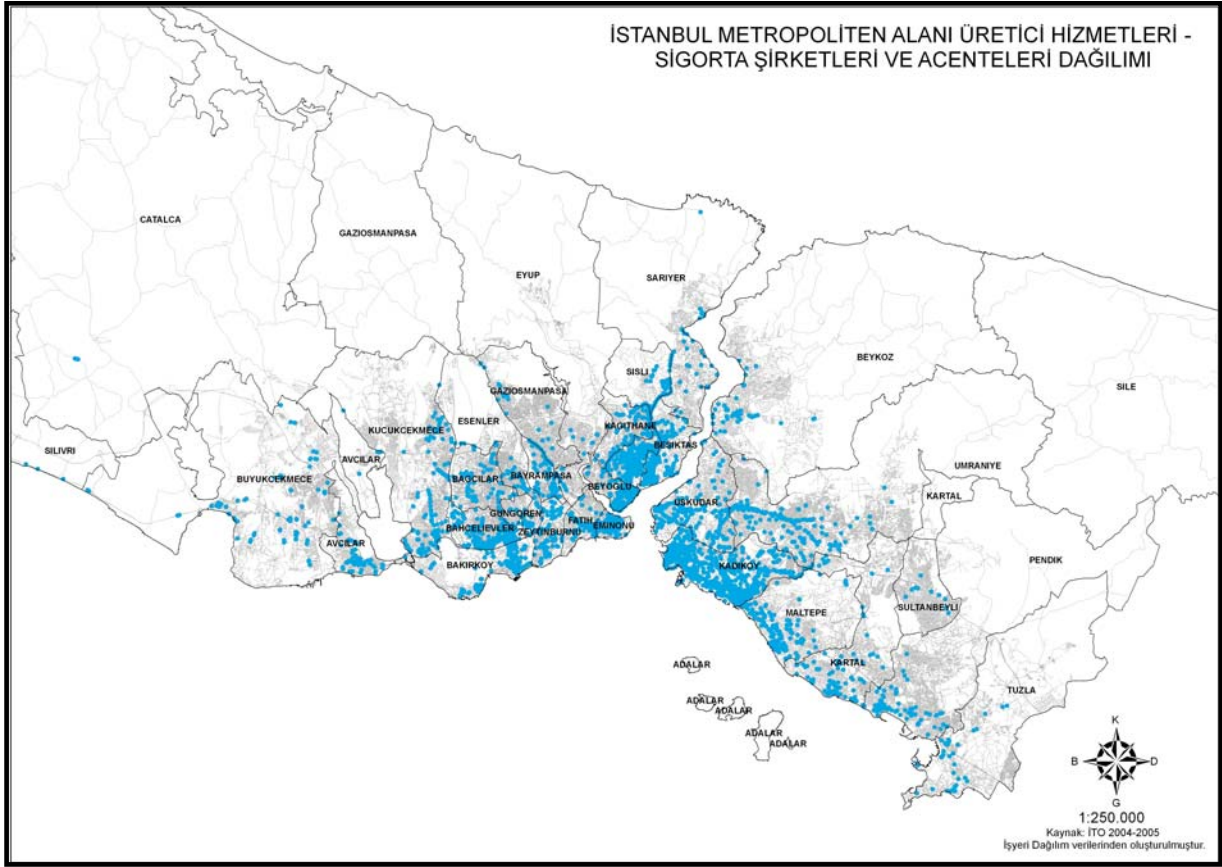 İSTANBUL METROPOLİTEN ALANI ÜRETİCİ HİZMETLERİ -
SİGORTA ŞİRKETLERİ VE ACENTELERİ DAĞILIMI
CATALCA
GAZIOSMANPASA
EYUP
SARIYER
BEYKOZ
SILE
SISLI
GAZIOSMANPASA
ESENLER
KUCUKCEKMECE
KAGITHANE
BESIKTAS
SILIVRI
BUYUKCEKMECE
AVCILAR
BAGCILAR
BAYRAMPASA
BEYOGLU
UMRANIYE
KARTAL
USKUDAR
GUNGOREN
FATIH
EMINONU
BAHCELIEVLER
ZEYTINBURNU
AVCILAR
BAKIRKOY
KADIKOY
PENDIK
MALTEPE
SULTANBEYLI
KARTAL
ADALAR
TUZLA
ADALAR
ADALAR
ADALAR
ADALAR
K
B
D
G
1:250.000
Kaynak: İTO 2004-2005
İşyeri Dağılım verilerinden oluşturulmuştur.